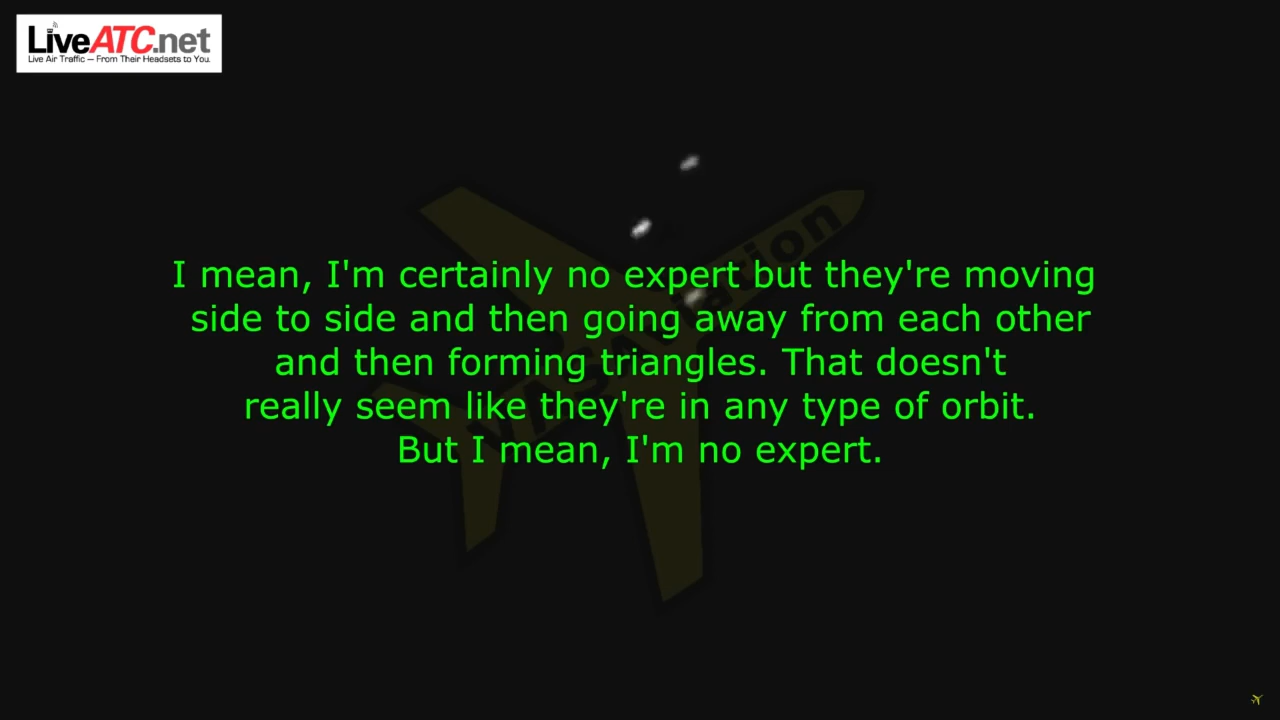 LiveATC.net
Live Air Traffic — From Their Headsets to You.
I mean, I'm certainly no expert but they're moving
side to side and then going away from each other
and then forming triangles. That doesn't
really seem like they're in any type of orbit.
But I mean, I'm no expert.
VASAviation